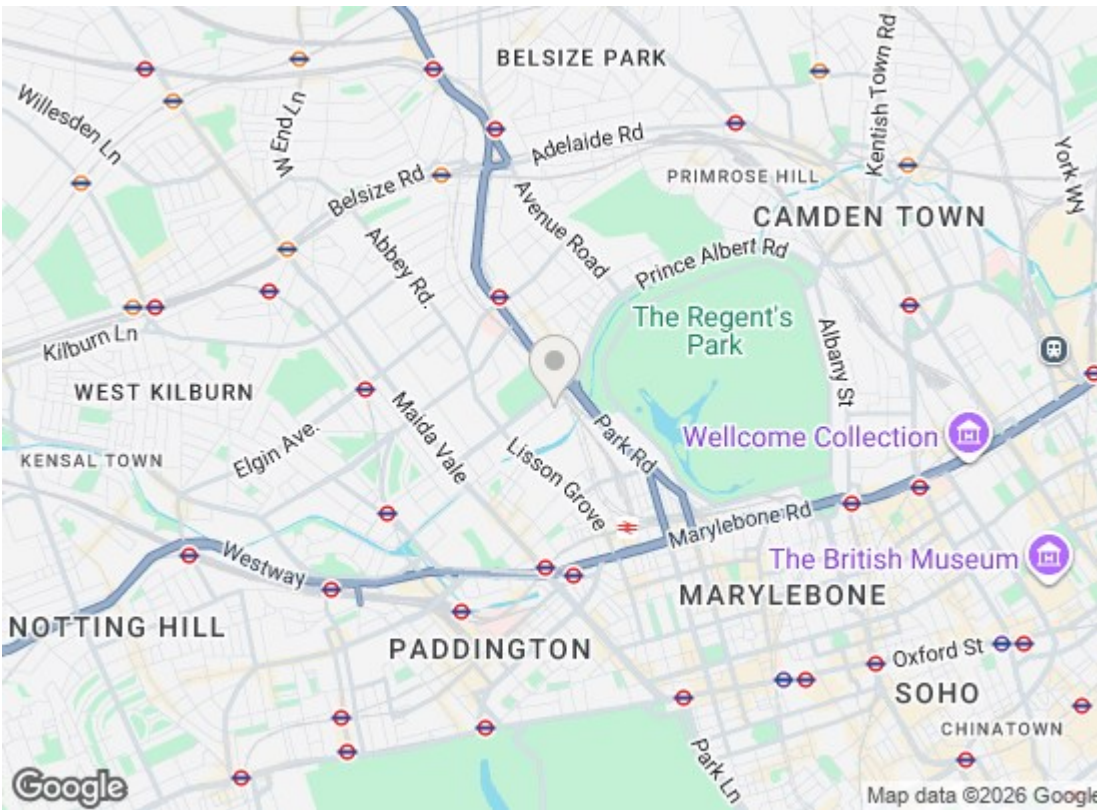 BELSIZE PARK
Willesden Ln
W End Ln
Kentish Town Rd
York Wy
Adelaide Rd
Belsize Rd
PRIMROSE HILL
Avenue Road
CAMDEN TOWN
Abbey Rd.
Prince Albert Rd
The Regent's
Park
Albany St
Kilburn Ln
WEST KILBURN
Maida Vale
Park Rd
Wellcome Collection
Elgin Ave.
KENSAL TOWN
Lisson Grove
Marylebone Rd
Westway
The British Museum
MARYLEBONE
NOTTING HILL
PADDINGTON
Oxford St
SOHO
CHINATOWN
Park Ln
Google
Map data ©2026 Google